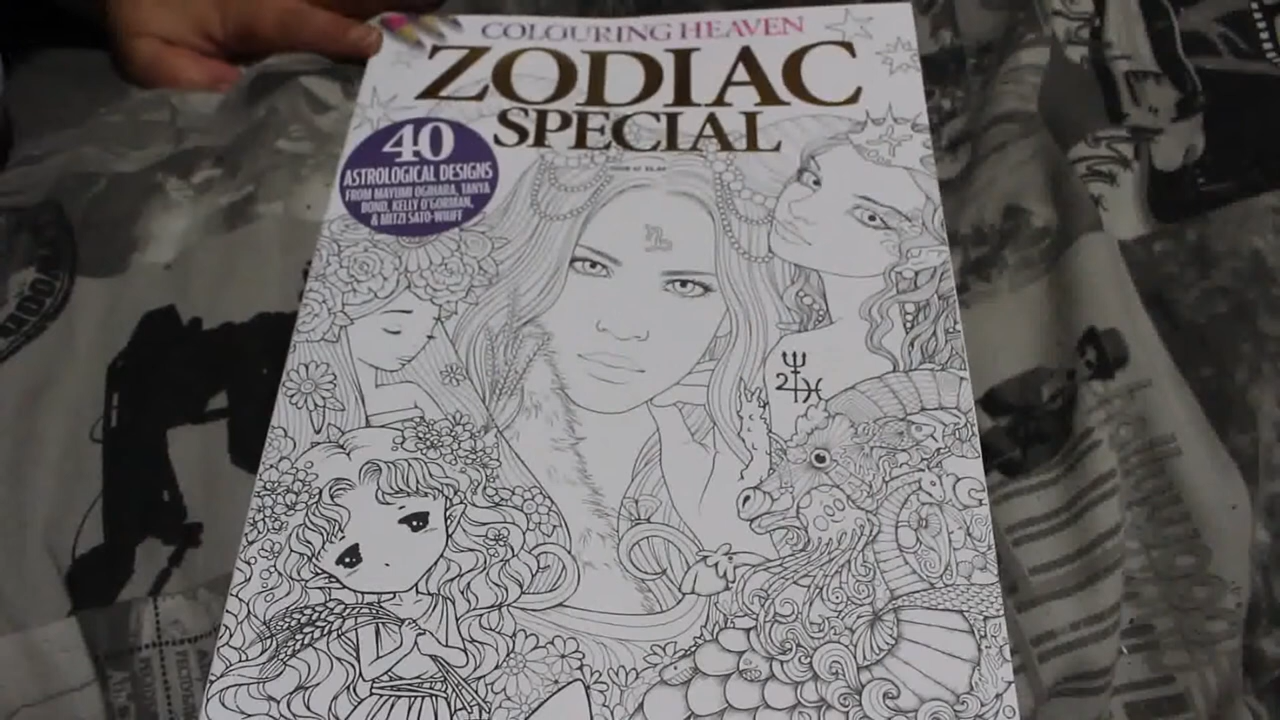 COLOURING HEAVEN
ZODIAC
SPECIAL
40
ASTROLOGICAL DESIGNS
FROM MAYUMI OGIHARA, TANYA
BOND, KELLY O'GORMAN,
& MITZI SATO-WIUFF